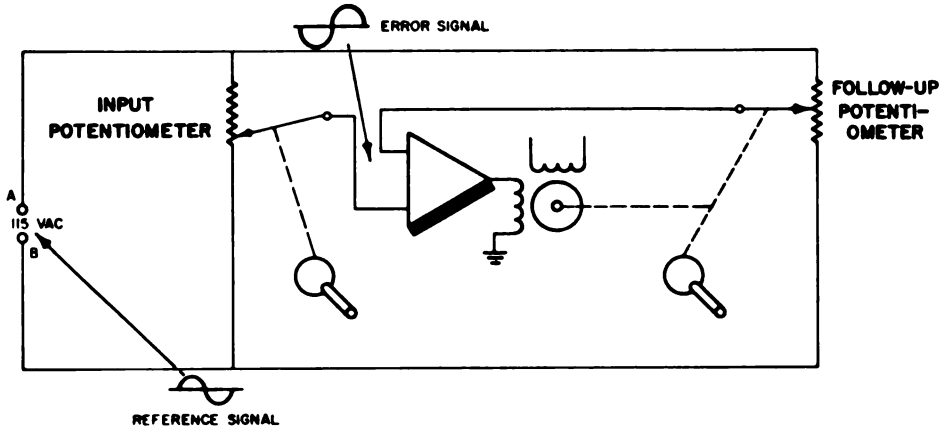 ERROR SIGNAL
INPUT
POTENTIOMETER
FOLLOW-UP
POTENTI-
OMETER
A
115 VAC
B
REFERENCE SIGNAL